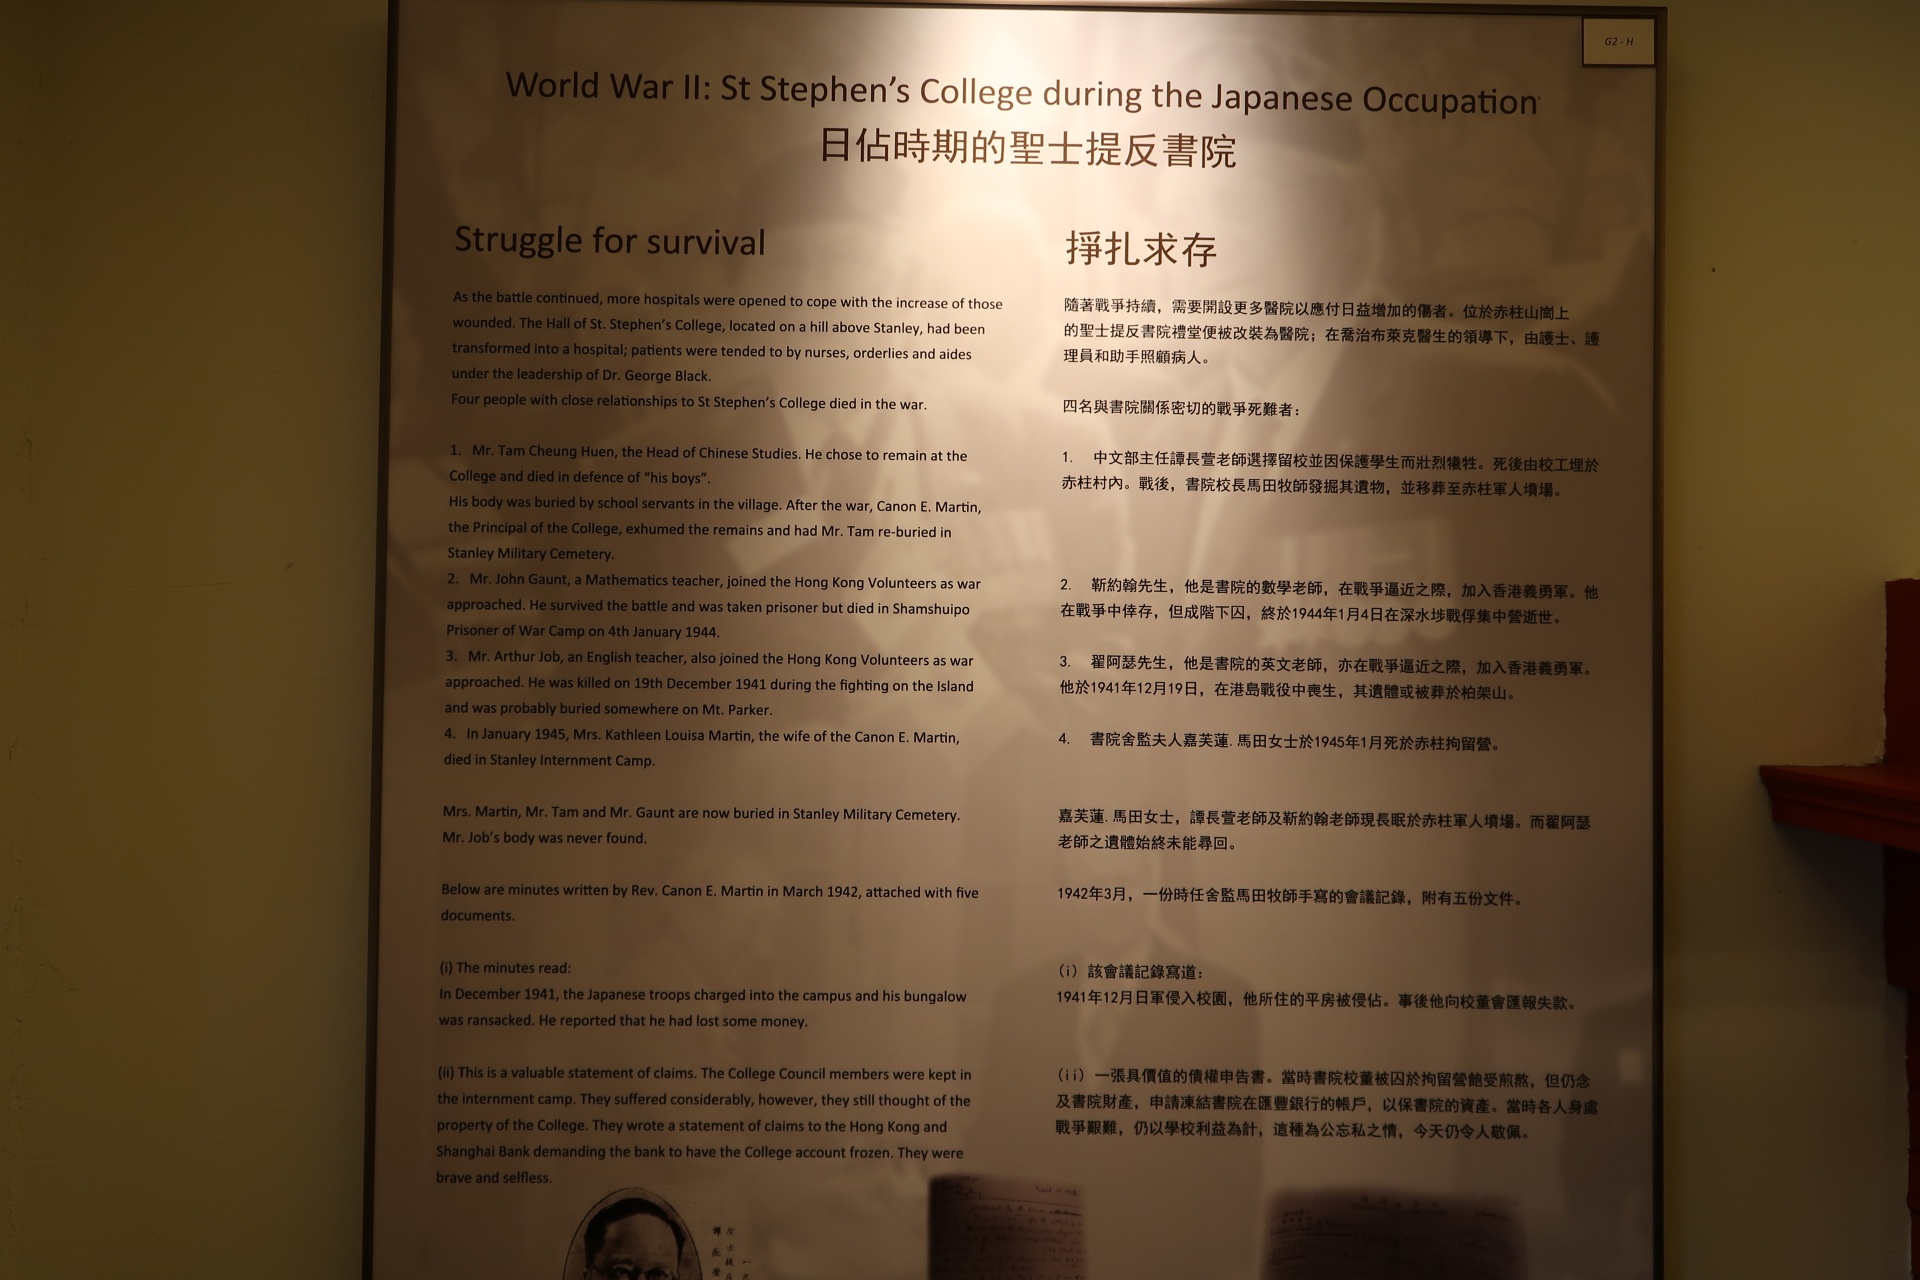 G2 - H
World War II: St Stephen's College during the Japanese Occupation
日佔時期的聖士提反書院
Struggle for survival
As the battle continued, more hospitals were opened to cope with the increase of those
wounded. The Hall of St. Stephen's College, located on a hill above Stanley, had been
transformed into a hospital; patients were tended to by nurses, orderlies and aides
under the leadership of Dr. George Black.
Four people with close relationships to St Stephen's College died in the war.
1. Mr. Tam Cheung Huen, the Head of Chinese Studies. He chose to remain at the
College and died in defence of "his boys".
His body was buried by school servants in the village. After the war, Canon E. Martin,
the Principal of the College, exhumed the remains and had Mr. Tam re-buried in
Stanley Military Cemetery.
2. Mr. John Gaunt, a Mathematics teacher, joined the Hong Kong Volunteers as war
approached. He survived the battle and was taken prisoner but died in Shamshuipo
Prisoner of War Camp on 4th January 1944.
3. Mr. Arthur Job, an English teacher, also joined the Hong Kong Volunteers as war
approached. He was killed on 19th December 1941 during the fighting on the Island
and was probably buried somewhere on Mt. Parker.
4. In January 1945, Mrs. Kathleen Louisa Martin, the wife of the Canon E. Martin,
died in Stanley Internment Camp.
Mrs. Martin, Mr. Tam and Mr. Gaunt are now buried in Stanley Military Cemetery.
Mr. Job's body was never found.
Below are minutes written by Rev. Canon E. Martin in March 1942, attached with five
documents.
(i) The minutes read:
In December 1941, the Japanese troops charged into the campus and his bungalow
was ransacked. He reported that he had lost some money.
(ii) This is a valuable statement of claims. The College Council members were kept in
the internment camp. They suffered considerably, however, they still thought of the
property of the College. They wrote a statement of claims to the Hong Kong and
Shanghai Bank demanding the bank to have the College account frozen. They were
brave and selfless.
掙扎求存
隨著戰爭持續，需要開設更多醫院以應付日益增加的傷者。位於赤柱山崗上
的聖士提反書院禮堂便被改裝為醫院；在喬治布萊克醫生的領導下，由護士、護
理員和助手照顧病人。
四名與書院關係密切的戰爭死難者：
1. 中文部主任譚長萱老師選擇留校並因保護學生而壯烈犧牲。死後由校工埋於
赤柱村內。戰後，書院校長馬田牧師發掘其遺物，並移葬至赤柱軍人墳場。
2. 靳約翰先生，他是書院的數學老師，在戰爭逼近之際，加入香港義勇軍。他
在戰爭中倖存，但成階下囚，終於1944年1月4日在深水埗戰俘集中營逝世。
3. 翟阿瑟先生，他是書院的英文老師，亦在戰爭逼近之際，加入香港義勇軍。
他於1941年12月19日，在港島戰役中喪生，其遺體或被葬於柏架山。
4. 書院舍監夫人嘉芙蓮.馬田女士於1945年1月死於赤柱拘留營。
嘉芙蓮.馬田女士，譚長萱老師及靳約翰老師現長眠於赤柱軍人墳場。而翟阿瑟
老師之遺體始終未能尋回。
1942年3月，一份時任舍監馬田牧師手寫的會議記錄，附有五份文件。
(i) 該會議記錄寫道：
1941年12月日軍侵入校園，他所住的平房被侵佔。事後他向校董會匯報失款。
(ii) 一張具價值的債權申告書。當時書院校董被囚於拘留營飽受煎熬，但仍念
及書院財產，申請凍結書院在匯豐銀行的帳戶，以保書院的資產。當時各人身處
戰爭艱難，仍以學校利益為計，這種為公忘私之情，今天仍令人敬佩。